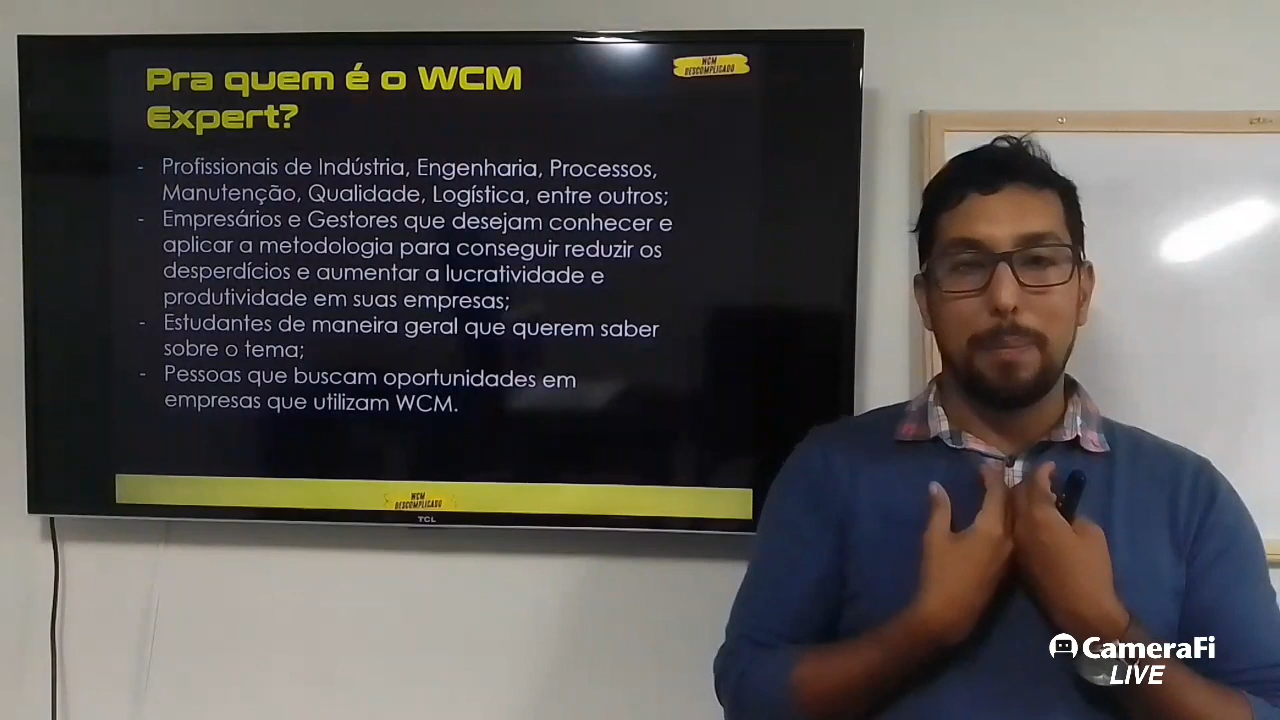 Pra quem é o WCM
Expert?
WCM
DESCOMPLICADO
- Profissionais de Indústria, Engenharia, Processos,
Manutenção, Qualidade, Logística, entre outros;
- Empresários e Gestores que desejam conhecer e
aplicar a metodologia para conseguir reduzir os
desperdícios e aumentar a lucratividade e
produtividade em suas empresas;
- Estudantes de maneira geral que querem saber
sobre o tema;
- Pessoas que buscam oportunidades em
empresas que utilizam WCM.
WCM
DESCOMPLICADO
TCL
CameraFi
LIVE